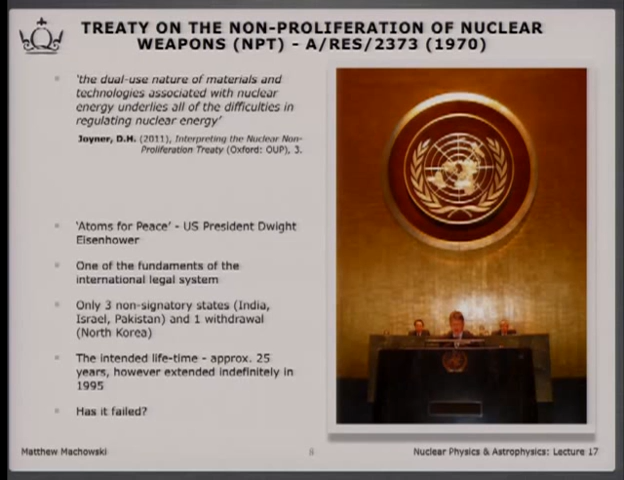 TREATY ON THE NON-PROLIFERATION OF NUCLEAR
WEAPONS (NPT) - A/RES/2373 (1970)
'the dual-use nature of materials and
technologies associated with nuclear
energy underlies all of the difficulties in
regulating nuclear energy'
Joyner, D.H. (2011), Interpreting the Nuclear Non-
Proliferation Treaty (Oxford: OUP), 3.
'Atoms for Peace' - US President Dwight
Eisenhower
One of the fundaments of the
international legal system
Only 3 non-signatory states (India,
Israel, Pakistan) and 1 withdrawal
(North Korea)
The intended life-time - approx. 25
years, however extended indefinitely in
1995
Has it failed?
Matthew Machowski
8
Nuclear Physics & Astrophysics: Lecture 17